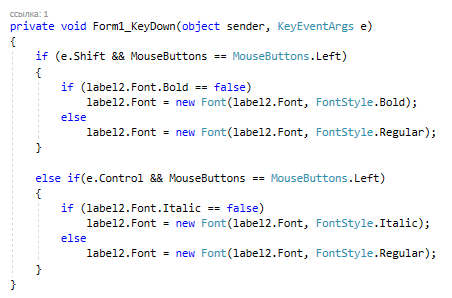 ссылка: 1
private void Form1_KeyDown(object sender, KeyEventArgs e)
{
    if (e.Shift && MouseButtons == MouseButtons.Left)
    {
        if (label2.Font.Bold == false)
            label2.Font = new Font(label2.Font, FontStyle.Bold);
        else
            label2.Font = new Font(label2.Font, FontStyle.Regular);
    }
    else if(e.Control && MouseButtons == MouseButtons.Left)
    {
        if (label2.Font.Italic == false)
            label2.Font = new Font(label2.Font, FontStyle.Italic);
        else
            label2.Font = new Font(label2.Font, FontStyle.Regular);
    }
}